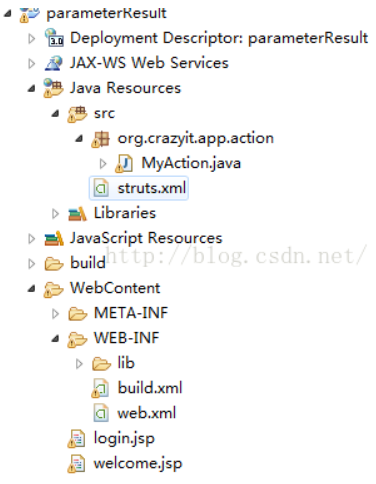 parameterResult
Deployment Descriptor: parameterResult
JAX-WS Web Services
Java Resources
src
org.crazyit.app.action
MyAction.java
struts.xml
Libraries
JavaScript Resources
build
http://blog.csdn.net/
WebContent
META-INF
WEB-INF
lib
build.xml
web.xml
login.jsp
welcome.jsp